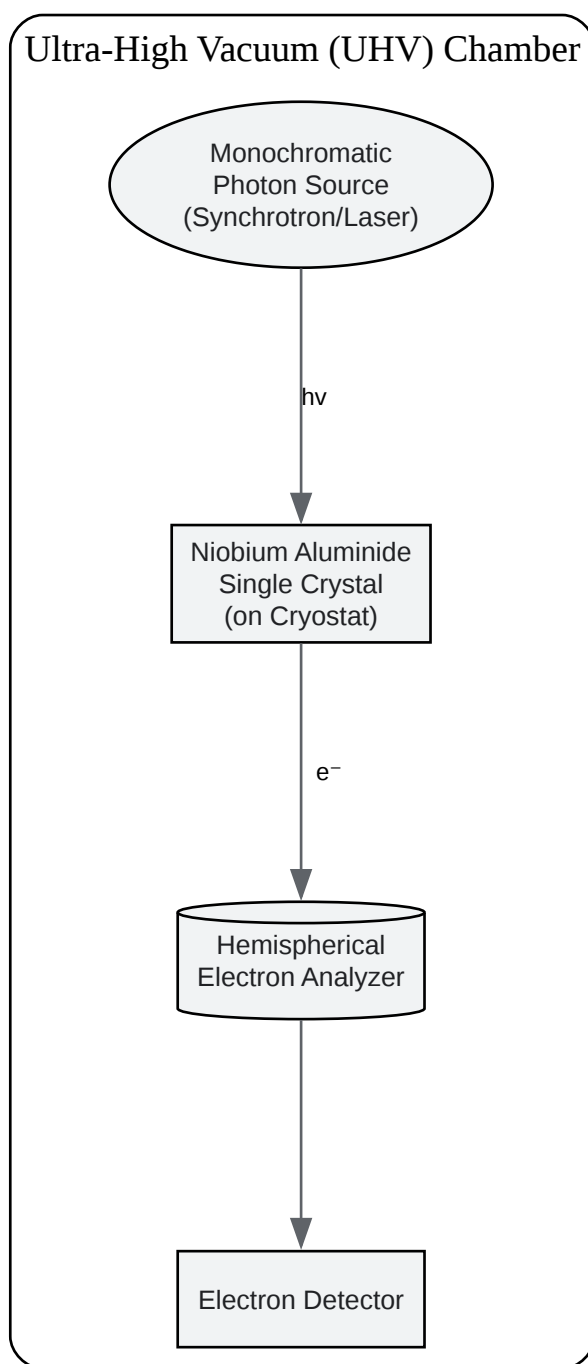 Ultra-High Vacuum (UHV) Chamber
Monochromatic
Photon Source
(Synchrotron/Laser)
hv
Niobium Aluminide
Single Crystal
(on Cryostat)
e⁻
Hemispherical
Electron Analyzer
Electron Detector